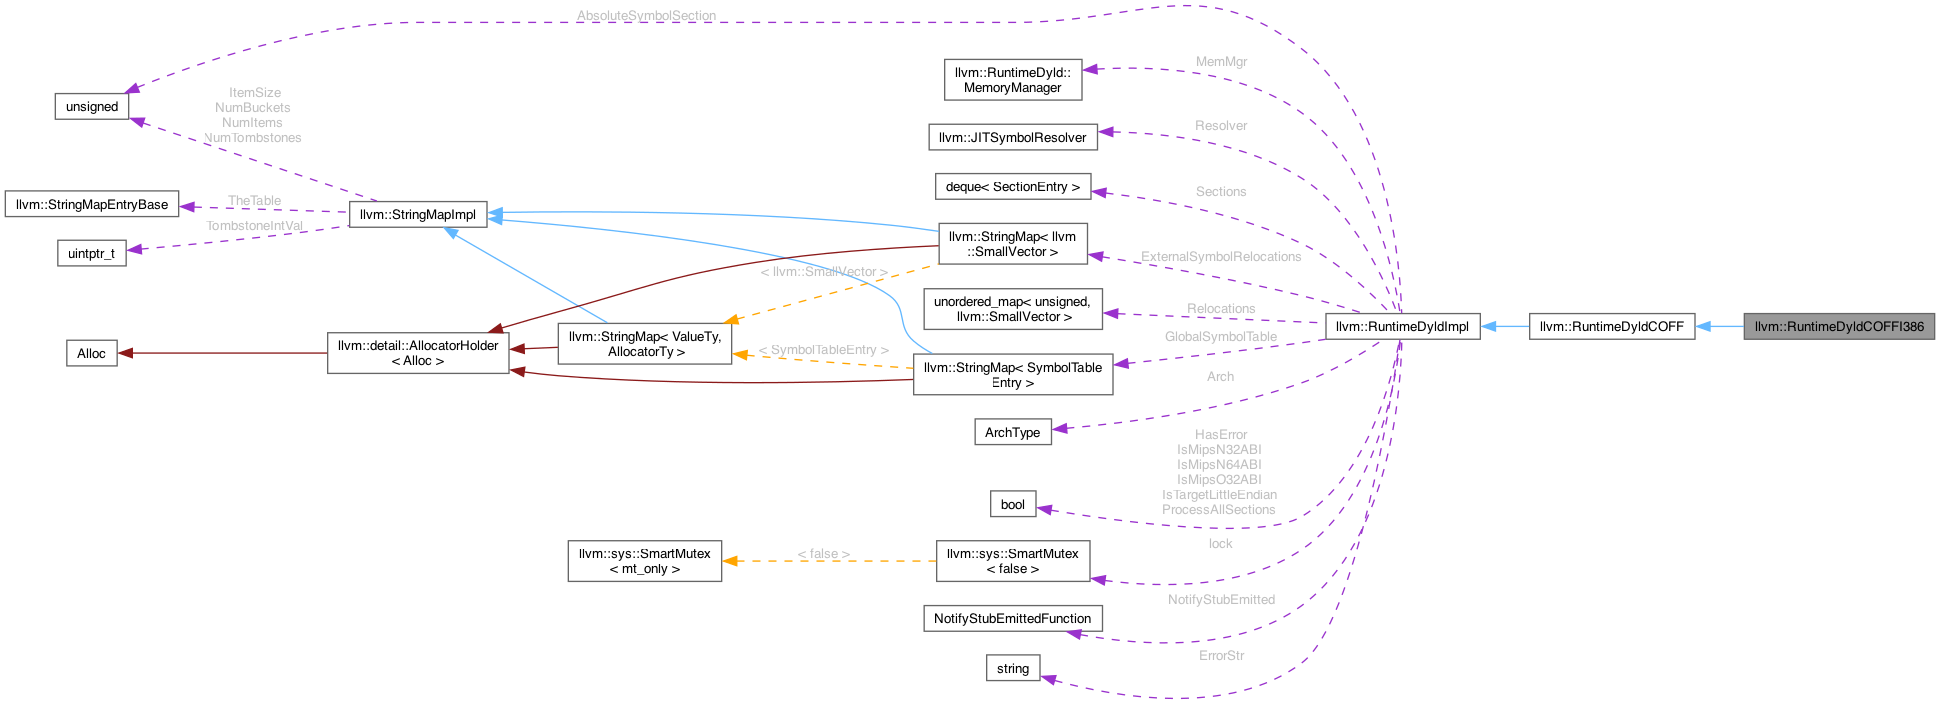 AbsoluteSymbolSection
unsigned
ItemSize
NumBuckets
NumItems
NumTombstones
llvm::StringMapEntryBase
TheTable
TombstoneIntVal
uintptr_t
llvm::StringMapImpl
Alloc
llvm::detail::AllocatorHolder
< Alloc >
llvm::StringMap< ValueTy,
AllocatorTy >
< llvm::SmallVector >
< SymbolTableEntry >
llvm::RuntimeDyld::
MemoryManager
llvm::JITSymbolResolver
deque< SectionEntry >
llvm::StringMap< llvm
::SmallVector >
unordered_map< unsigned,
llvm::SmallVector >
llvm::StringMap< SymbolTable
Entry >
ArchType
bool
llvm::sys::SmartMutex
< mt_only >
< false >
llvm::sys::SmartMutex
< false >
NotifyStubEmittedFunction
string
MemMgr
Resolver
Sections
ExternalSymbolRelocations
Relocations
GlobalSymbolTable
Arch
HasError
IsMipsN32ABI
IsMipsN64ABI
IsMipsO32ABI
IsTargetLittleEndian
ProcessAllSections
lock
NotifyStubEmitted
ErrorStr
llvm::RuntimeDyldImpl
llvm::RuntimeDyldCOFF
llvm::RuntimeDyldCOFFI386